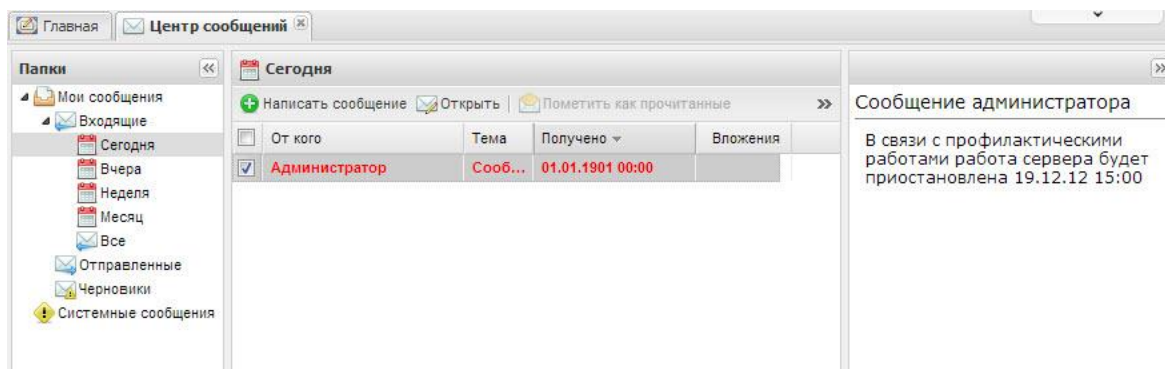 Главная
Центр сообщений
Папки
Мои сообщения
Входящие
Сегодня
Вчера
Неделя
Месяц
Все
Отправленные
Черновики
Системные сообщения
Сегодня
Написать сообщение Открыть Пометить как прочитанные
От кого Тема Получено Вложения
Администратор Сооб... 01.01.1901 00:00
Сообщение администратора
В связи с профилактическими
работами работа сервера будет
приостановлена 19.12.12 15:00